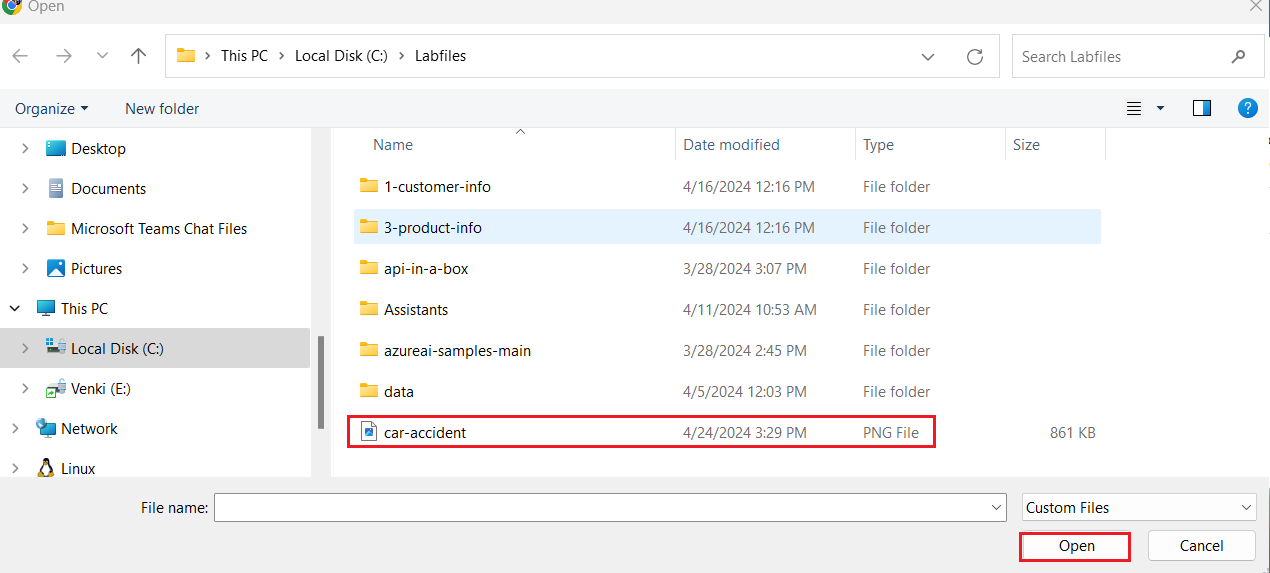 Open
This PC > Local Disk (C:) > Labfiles
Search Labfiles
Organize
New folder
?
Name Date modified Type Size
Desktop
Documents
Microsoft Teams Chat Files
Pictures
This PC
Local Disk (C:)
Venki (E:)
Network
Linux
1-customer-info 4/16/2024 12:16 PM File folder
3-product-info 4/16/2024 12:16 PM File folder
api-in-a-box 3/28/2024 3:07 PM File folder
Assistants 4/11/2024 10:53 AM File folder
azureai-samples-main 3/28/2024 2:45 PM File folder
data 4/5/2024 12:03 PM File folder
car-accident 4/24/2024 3:29 PM PNG File 861 KB
File name:
Custom Files
Open
Cancel